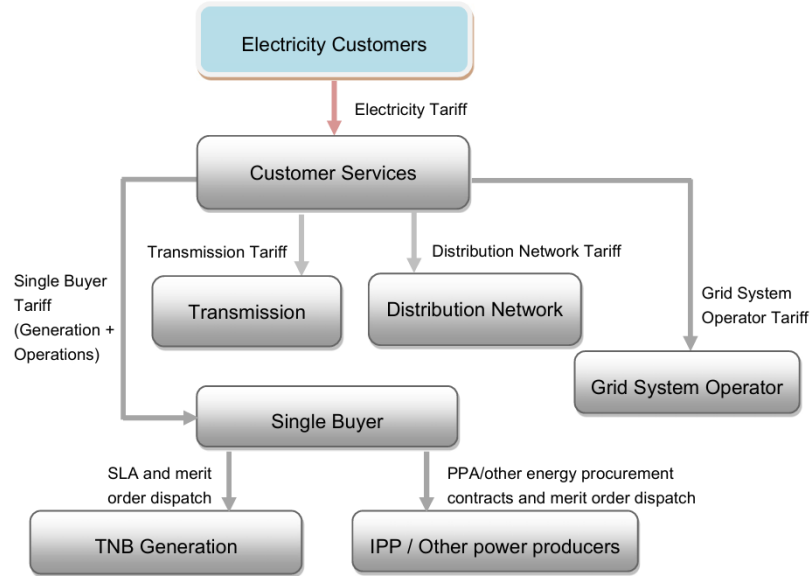 Electricity Customers
Electricity Tariff
Customer Services
Transmission Tariff
Distribution Network Tariff
Single Buyer
Tariff
(Generation +
Operations)
Transmission
Distribution Network
Grid System
Operator Tariff
Grid System Operator
Single Buyer
SLA and merit
order dispatch
PPA/other energy procurement
contracts and merit order dispatch
TNB Generation
IPP / Other power producers